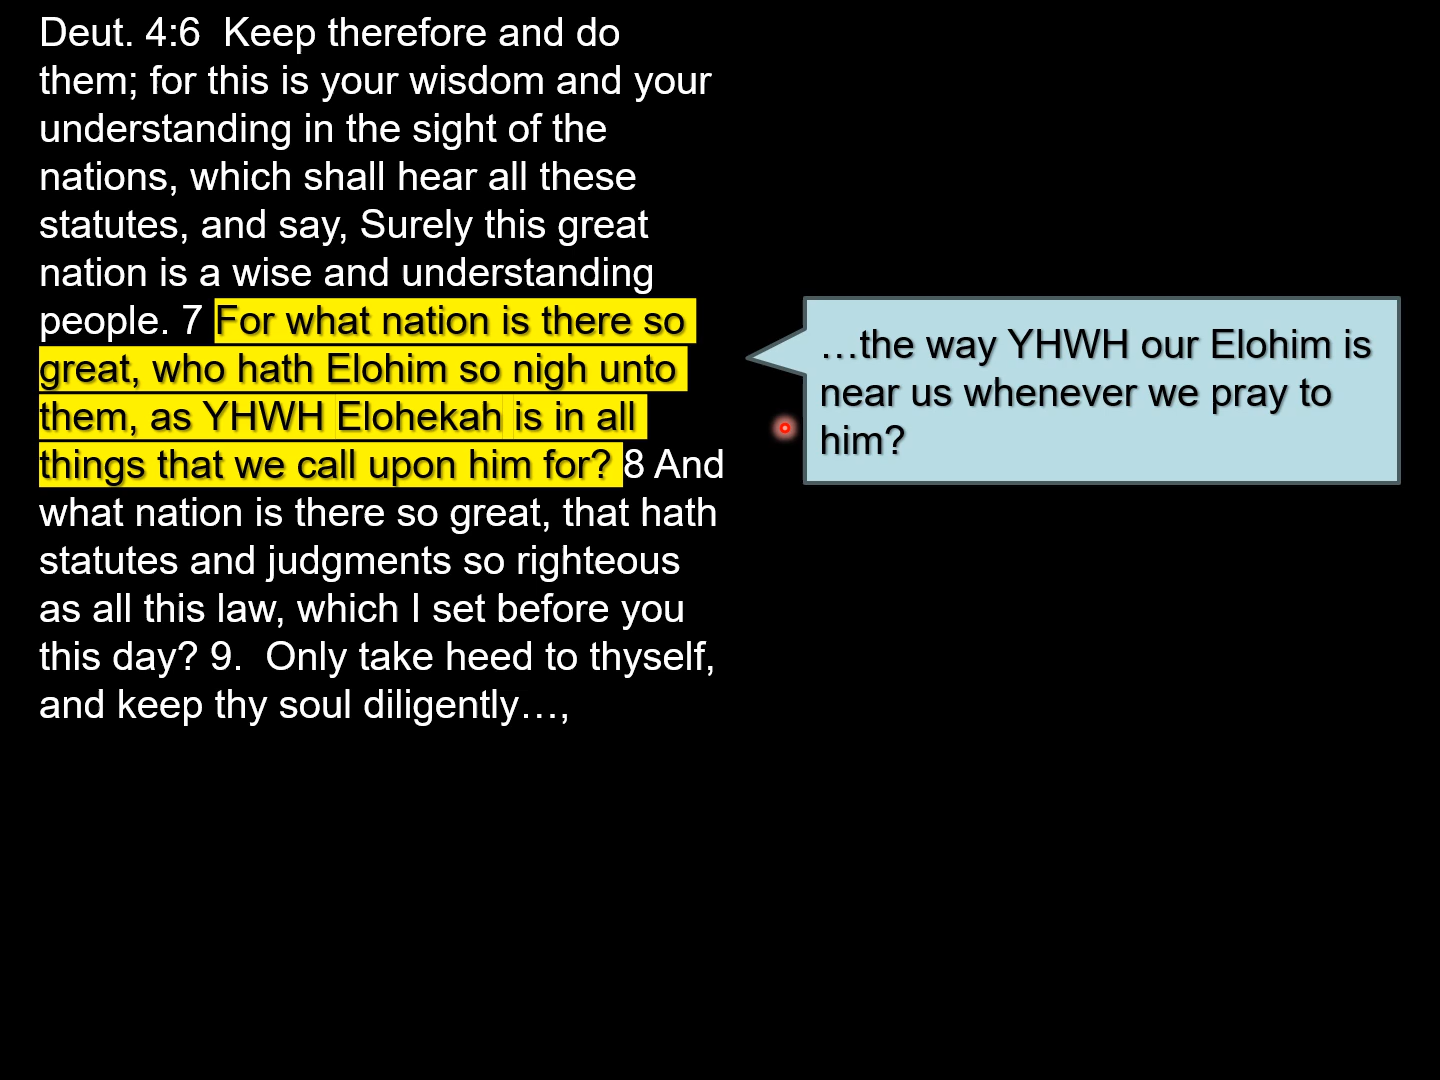 Deut. 4:6  Keep therefore and do
them; for this is your wisdom and your
understanding in the sight of the
nations, which shall hear all these
statutes, and say, Surely this great
nation is a wise and understanding
people. 7 For what nation is there so
great, who hath Elohim so nigh unto
them, as YHWH Elohekah is in all
things that we call upon him for? 8 And
what nation is there so great, that hath
statutes and judgments so righteous
as all this law, which I set before you
this day? 9.  Only take heed to thyself,
and keep thy soul diligently…,
…the way YHWH our Elohim is
near us whenever we pray to
him?